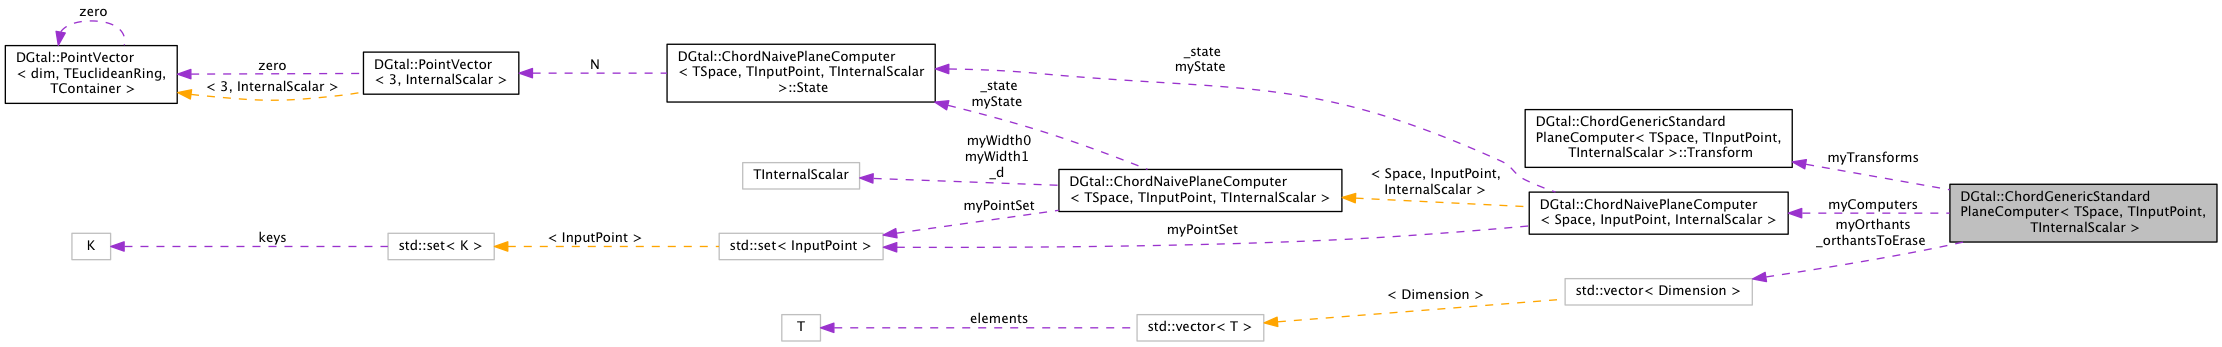 zero
DGtal::PointVector
< dim, TEuclideanRing,
TContainer >
zero
< 3, InternalScalar >
DGtal::PointVector
< 3, InternalScalar >
N
DGtal::ChordNaivePlaneComputer
< TSpace, TInputPoint, TInternalScalar
>::State
_state
myState
_state
myState
myWidth0
myWidth1
_d
TInternalScalar
DGtal::ChordNaivePlaneComputer
< TSpace, TInputPoint, TInternalScalar >
myPointSet
< Space, InputPoint,
InternalScalar >
myPointSet
DGtal::ChordGenericStandard
PlaneComputer< TSpace, TInputPoint,
TInternalScalar >::Transform
DGtal::ChordNaivePlaneComputer
< Space, InputPoint, InternalScalar >
myTransforms
myComputers
myOrthants
_orthantsToErase
DGtal::ChordGenericStandard
PlaneComputer< TSpace, TInputPoint,
TInternalScalar >
K
keys
std::set< K >
< InputPoint >
std::set< InputPoint >
std::vector< Dimension >
< Dimension >
T
elements
std::vector< T >